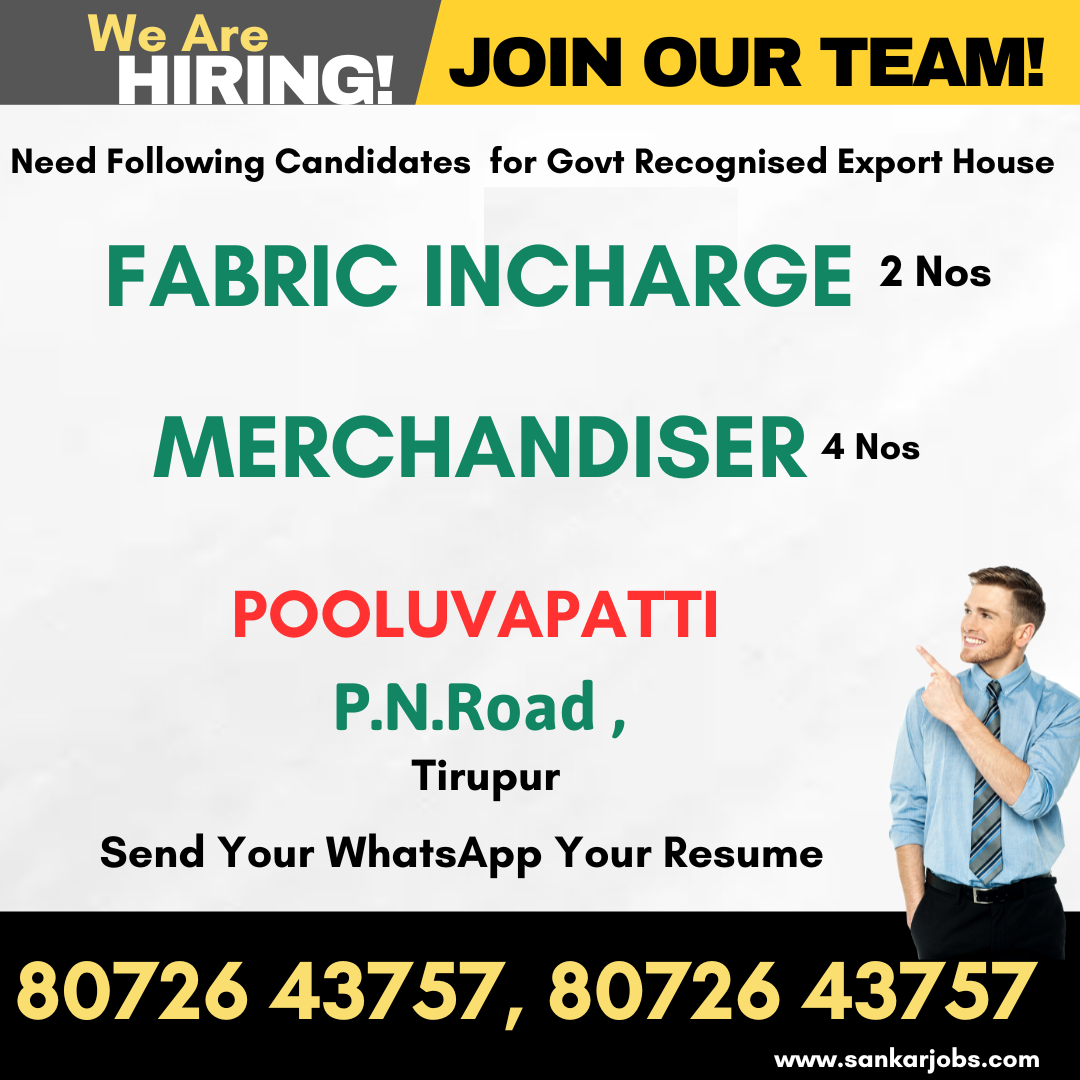 We Are
HIRING!
JOIN OUR TEAM!
Need Following Candidates for Govt Recognised Export House
FABRIC INCHARGE 2 Nos
MERCHANDISER 4 Nos
POOLUVAPATTI
P.N.Road ,
Tirupur
Send Your WhatsApp Your Resume
80726 43757, 80726 43757
www.sankarjobs.com